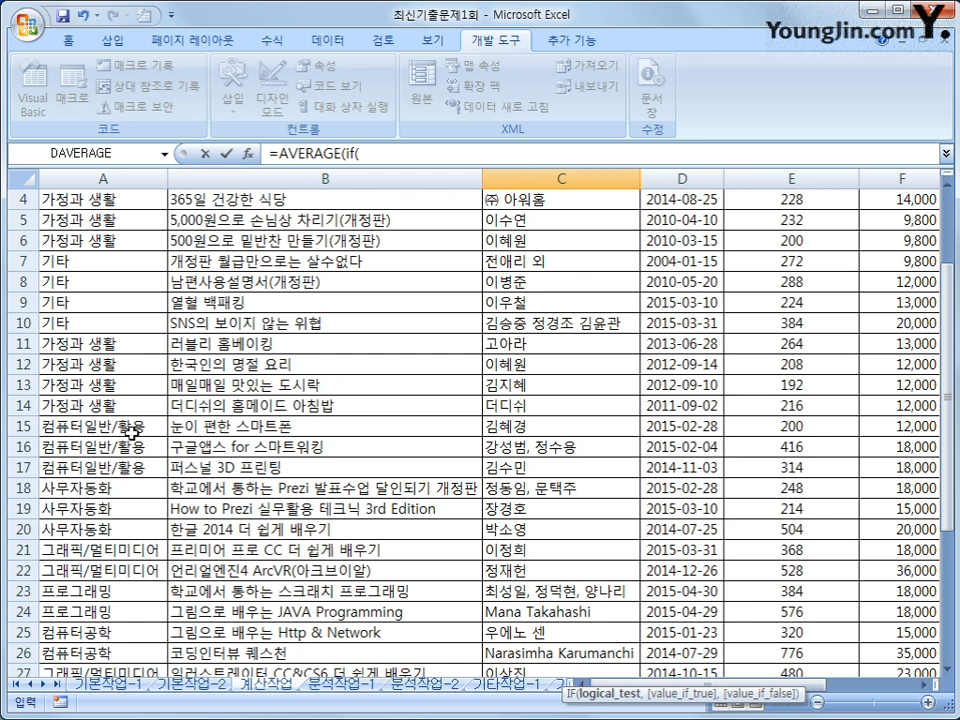 최신기출문제1회 - Microsoft Excel
YoungJin.com Y.
홈 삽입 페이지 레이아웃 수식 데이터 검토 보기 개발 도구 추가 기능
Visual Basic 매크로 매크로 기록 상대 참조로 기록 매크로 보안
삽입 디자인 모드 속성 코드 보기 대화 상자 실행
원본 맵 속성 확장 팩 데이터 새로 고침 가져오기 내보내기
문서 창
코드 컨트롤 XML 수정
DAVERAGE =AVERAGE(if(
A B C D E F
4 가정과 생활 365일 건강한 식당 ㈜ 아워홈 2014-08-25 228 14,000
5 가정과 생활 5,000원으로 손님상 차리기(개정판) 이수연 2010-04-10 232 9,800
6 가정과 생활 500원으로 밑반찬 만들기(개정판) 이혜원 2010-03-15 200 9,800
7 기타 개정판 월급만으로는 살수없다 전애리 외 2004-01-15 272 9,800
8 기타 남편사용설명서(개정판) 이병준 2010-05-20 288 12,000
9 기타 열혈 백패킹 이우철 2015-03-10 224 13,000
10 기타 SNS의 보이지 않는 위협 김승중 정경조 김윤관 2015-03-31 384 20,000
11 가정과 생활 러블리 홈베이킹 고아라 2013-06-28 264 13,000
12 가정과 생활 한국인의 명절 요리 이혜원 2012-09-14 208 12,000
13 가정과 생활 매일매일 맛있는 도시락 김지혜 2012-09-10 192 12,000
14 가정과 생활 더디쉬의 홈메이드 아침밥 더디쉬 2011-09-02 216 12,000
15 컴퓨터일반/활용 눈이 편한 스마트폰 김혜경 2015-02-28 200 12,000
16 컴퓨터일반/활용 구글앱스 for 스마트워킹 강성범, 정수용 2015-02-04 416 18,000
17 컴퓨터일반/활용 퍼스널 3D 프린팅 김수민 2014-11-03 314 18,000
18 사무자동화 학교에서 통하는 Prezi 발표수업 달인되기 개정판 정동임, 문택주 2015-02-28 248 18,000
19 사무자동화 How to Prezi 실무활용 테크닉 3rd Edition 장경호 2015-03-10 214 15,000
20 사무자동화 한글 2014 더 쉽게 배우기 박소영 2014-07-25 504 20,000
21 그래픽/멀티미디어 프리미어 프로 CC 더 쉽게 배우기 이정희 2015-03-31 368 18,000
22 그래픽/멀티미디어 언리얼엔진4 ArcVR(아크브이알) 정재헌 2014-12-26 528 36,000
23 프로그래밍 학교에서 통하는 스크래치 프로그래밍 최성일, 정덕현, 양나리 2015-04-30 384 18,000
24 프로그래밍 그림으로 배우는 JAVA Programming Mana Takahashi 2015-04-29 576 18,000
25 컴퓨터공학 그림으로 배우는 Http & Network 우에노 센 2015-01-23 320 15,000
26 컴퓨터공학 코딩인터뷰 퀘스천 Narasimha Karumanchi 2014-07-29 776 35,000
27 그래픽/멀티미디어 일러스트레이터 CC&CS6 더 쉽게 배우기 이상진 2014-10-15 480 23,000
기본작업-1 기본작업-2 계산작업 분석작업-1 분석작업-2 기타작업-1
IF(logical_test, [value_if_true], [value_if_false])
입력